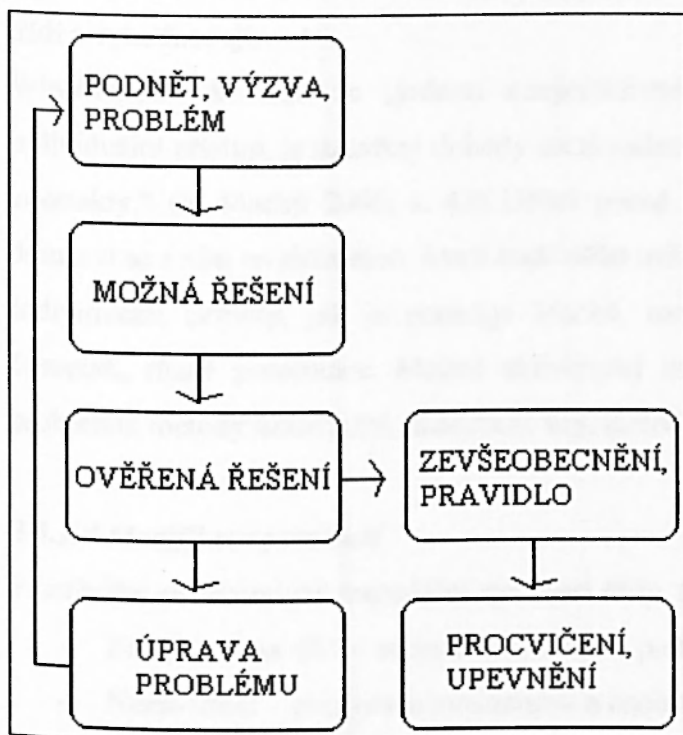 PODNĚT, VÝZVA,
PROBLÉM
MOŽNÁ ŘEŠENÍ
OVĚŘENÁ ŘEŠENÍ
ZEVŠEOBECNĚNÍ,
PRAVIDLO
ÚPRAVA
PROBLÉMU
PROCVIČENÍ,
UPEVNĚNÍ